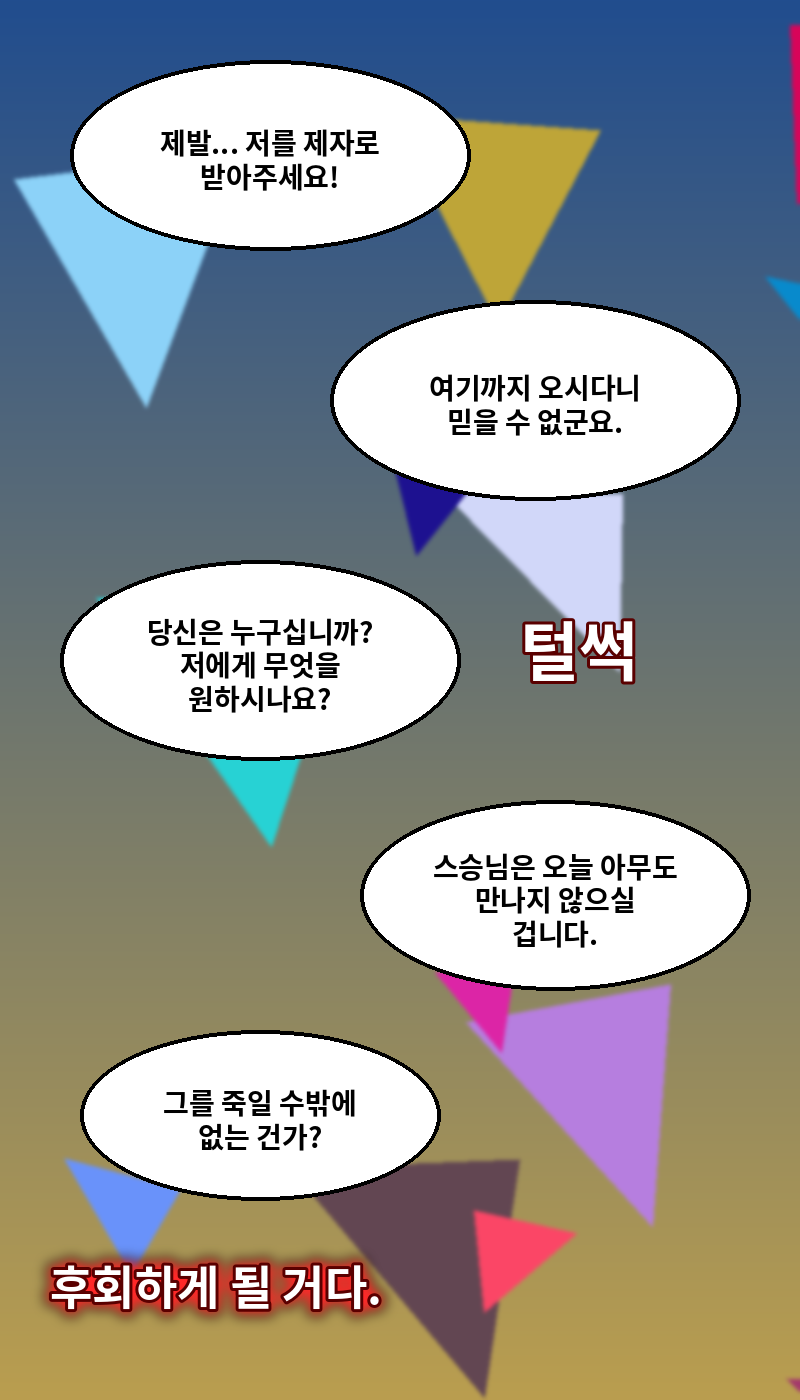 제발... 저를 제자로
받아주세요!
여기까지 오시다니
믿을 수 없군요.
당신은 누구십니까?
저에게 무엇을
원하시나요?
털썩
스승님은 오늘 아무도
만나지 않으실
겁니다.
그를 죽일 수밖에
없는 건가?
후회하게 될 거다.